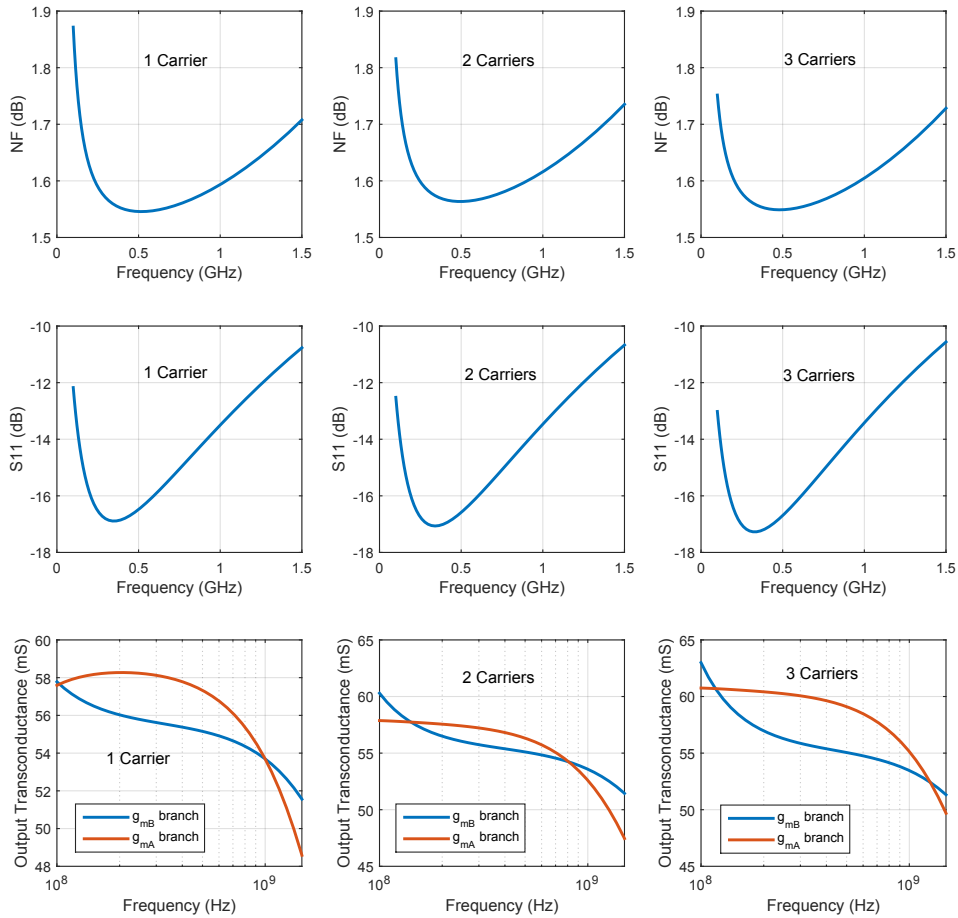 1.9
1.8
1.7
1.6
1.5
NF (dB)
1 Carrier
0 0.5 1 1.5
Frequency (GHz)
1.9
1.8
1.7
1.6
1.5
NF (dB)
2 Carriers
0 0.5 1 1.5
Frequency (GHz)
1.9
1.8
1.7
1.6
1.5
NF (dB)
3 Carriers
0 0.5 1 1.5
Frequency (GHz)
-10
-12
-14
-16
-18
S11 (dB)
1 Carrier
0 0.5 1 1.5
Frequency (GHz)
-10
-12
-14
-16
-18
S11 (dB)
2 Carriers
0 0.5 1 1.5
Frequency (GHz)
-10
-12
-14
-16
-18
S11 (dB)
3 Carriers
0 0.5 1 1.5
Frequency (GHz)
60
58
56
54
52
50
48
Output Transconductance (mS)
1 Carrier
g_mB branch
g_mA branch
10^8 10^9
Frequency (Hz)
65
60
55
50
45
Output Transconductance (mS)
2 Carriers
g_mB branch
g_mA branch
10^8 10^9
Frequency (Hz)
65
60
55
50
45
Output Transconductance (mS)
3 Carriers
g_mB branch
g_mA branch
10^8 10^9
Frequency (Hz)